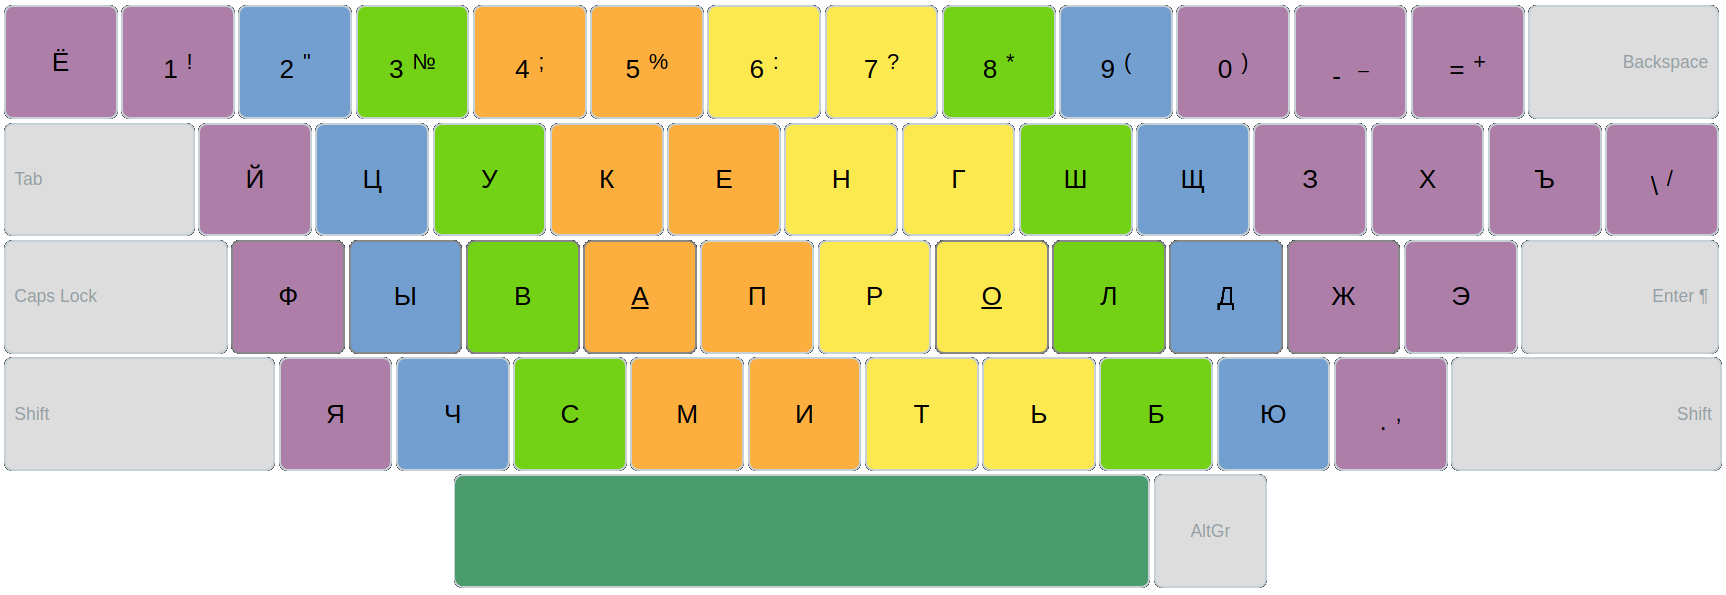 Ё 1 ! 2 " 3 № 4 ; 5 % 6 : 7 ? 8 * 9 ( 0 ) - _ = + Backspace
Tab Й Ц У К Е Н Г Ш Щ З Х Ъ \ /
Caps Lock Ф Ы В А П Р О Л Д Ж Э Enter ¶
Shift Я Ч С М И Т Ь Б Ю . , Shift
AltGr